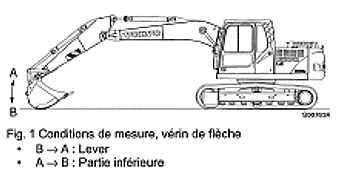 A
B
Fig. 1 Conditions de mesure, vérin de flèche
• B → A : Lever
• A → B : Partie inférieure